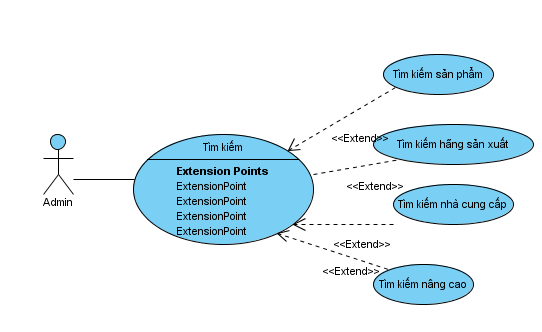 Tìm kiếm sản phẩm
<<Extend>>
Tìm kiếm
Tìm kiếm hãng sản xuất
Extension Points
ExtensionPoint
ExtensionPoint
ExtensionPoint
ExtensionPoint
<<Extend>>
Admin
Tìm kiếm nhà cung cấp
<<Extend>>
<<Extend>>
Tìm kiếm nâng cao